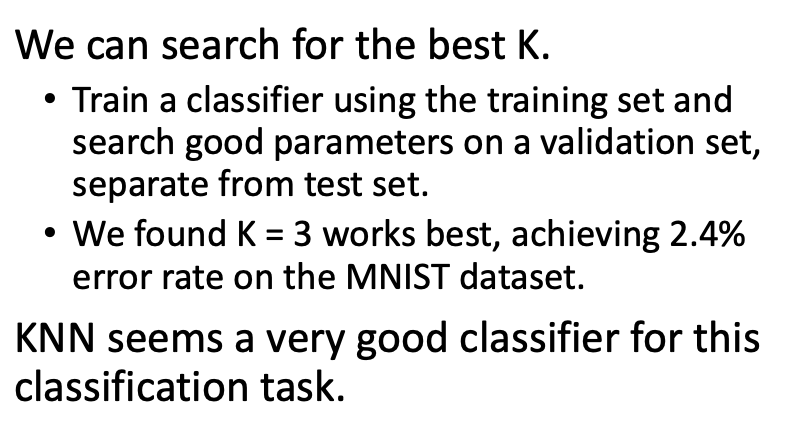 We can search for the best K.
• Train a classifier using the training set and
search good parameters on a validation set,
separate from test set.
• We found K = 3 works best, achieving 2.4%
error rate on the MNIST dataset.
KNN seems a very good classifier for this
classification task.